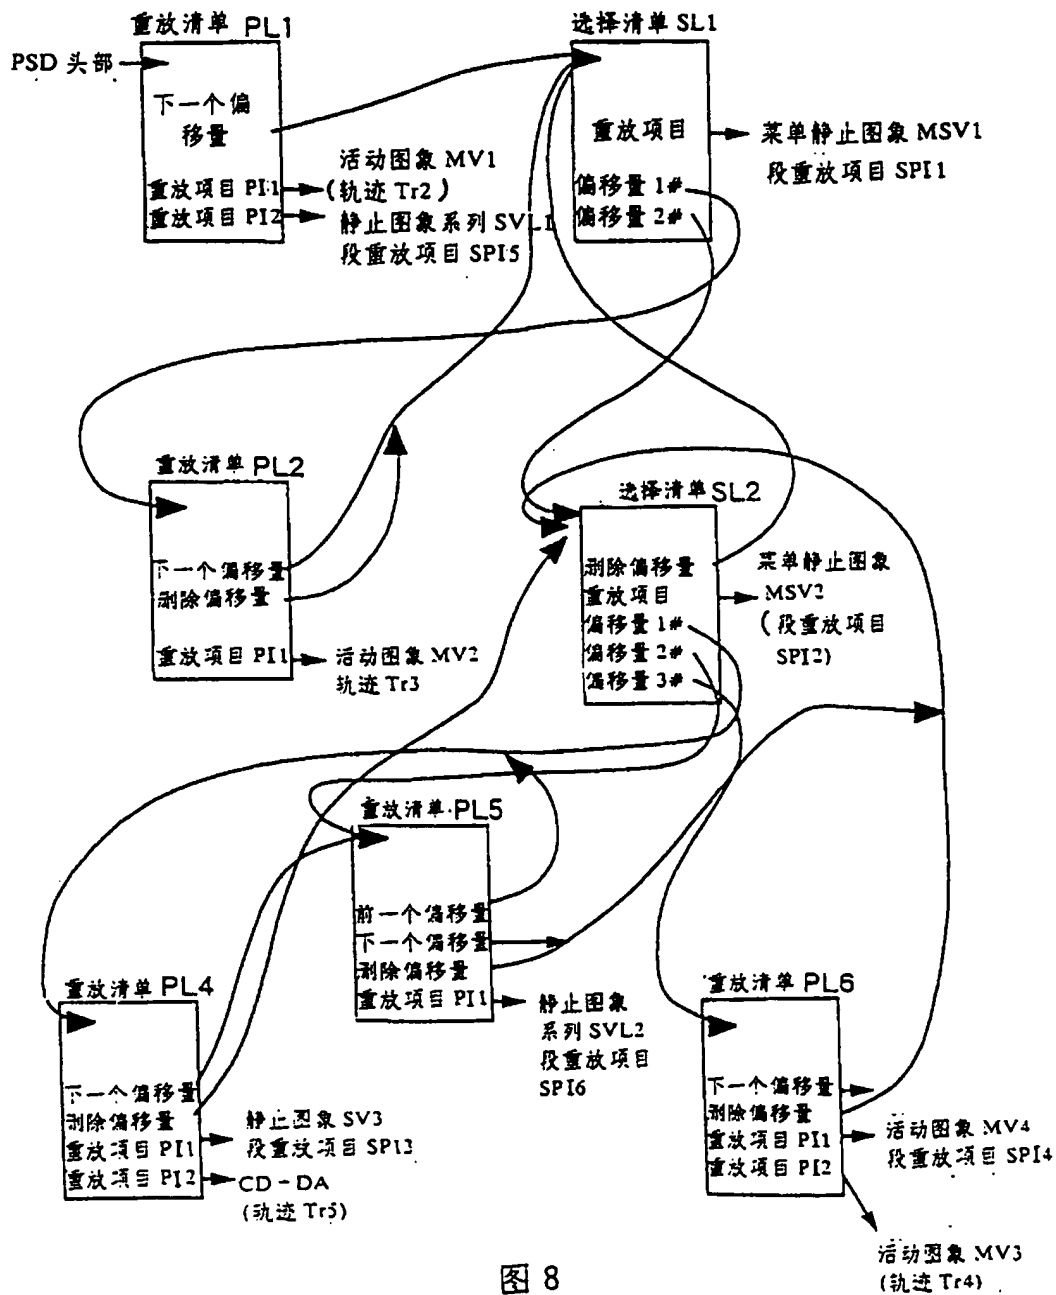 重放清单 PL1
PSD 头部
下一个偏
移量
重放项目 PI1
重放项目 PI2
活动图象 MV1
(轨迹 Tr2)
静止图象系列 SVL1
段重放项目 SPI5
选择清单 SL1
重放项目
偏移量 1#
偏移量 2#
菜单静止图象 MSV1
段重放项目 SPI1
重放清单 PL2
下一个偏移量
删除偏移量
重放项目 PI1
活动图象 MV2
轨迹 Tr3
选择清单 SL2
删除偏移量
重放项目
偏移量 1#
偏移量 2#
偏移量 3#
菜单静止图象
MSV2
(段重放项目
SPI2)
重放清单 PL5
前一个偏移量
下一个偏移量
删除偏移量
重放项目 PI1
静止图象
系列 SVL2
段重放项目
SPI6
重放清单 PL4
下一个偏移量
删除偏移量
重放项目 PI1
重放项目 PI2
静止图象 SV3
段重放项目 SPI3
CD-DA
(轨迹 Tr5)
重放清单 PL6
下一个偏移量
删除偏移量
重放项目 PI1
重放项目 PI2
活动图象 MV4
段重放项目 SPI4
活动图象 MV3
(轨迹 Tr4)
图 8